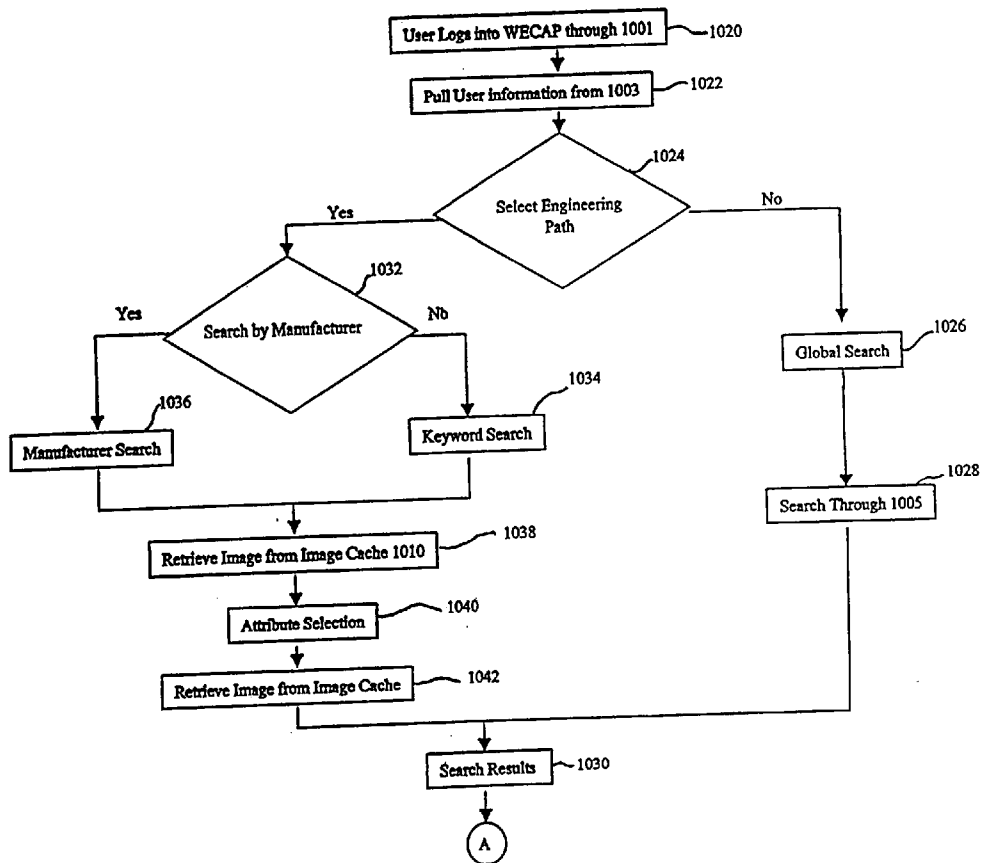 User Logs into WECAP through 1001
1020
Pull User information from 1003
1022
1024
Select Engineering
Path
Yes
No
1032
Search by Manufacturer
Yes
No
1026
Global Search
1036
Manufacturer Search
1034
Keyword Search
1028
Search Through 1005
1038
Retrieve Image from Image Cache 1010
1040
Attribute Selection
1042
Retrieve Image from Image Cache
Search Results
1030
A